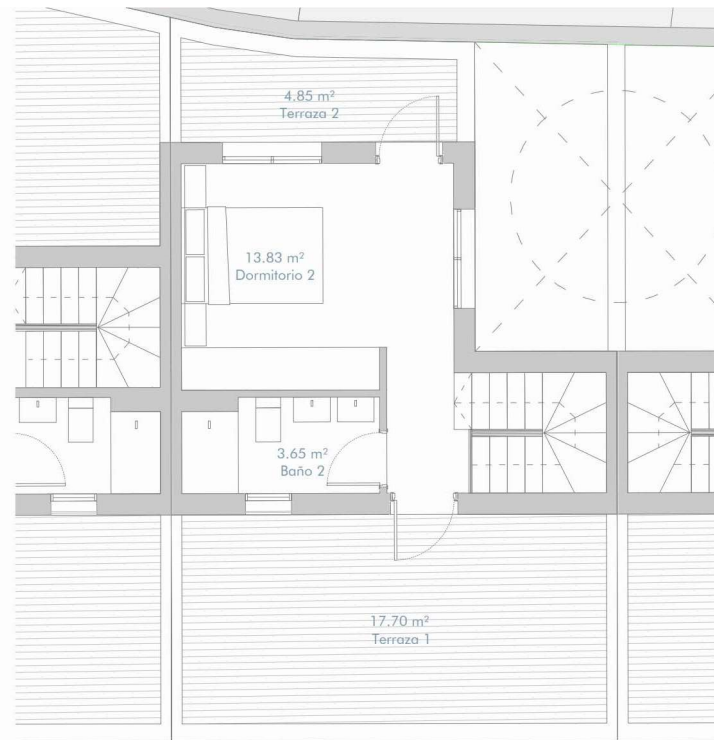 4.85 m²
Terraza 2
13.83 m²
Dormitorio 2
3.65 m²
Baño 2
17.70 m²
Terraza 1